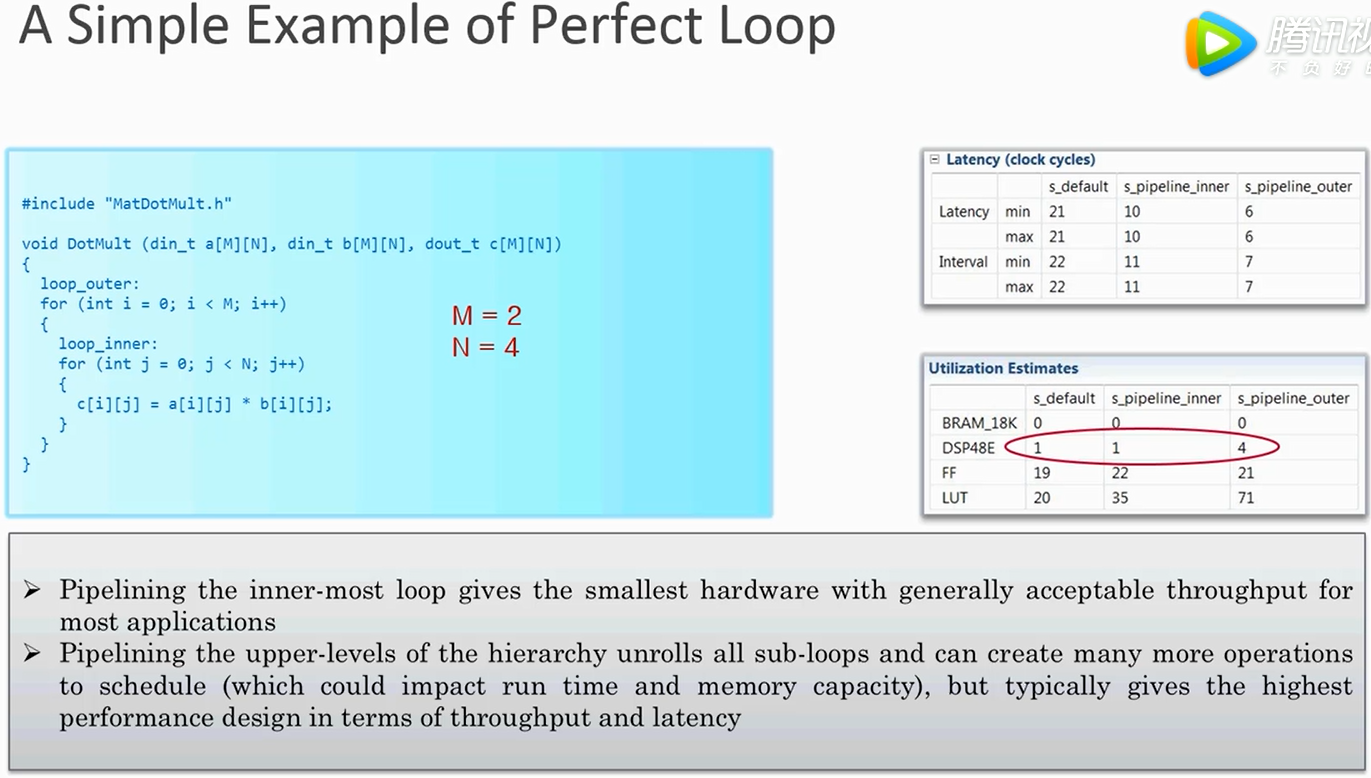 A Simple Example of Perfect Loop
腾讯视
不 负 好
#include "MatDotMult.h"
void DotMult (din_t a[M][N], din_t b[M][N], dout_t c[M][N])
{
loop_outer:
for (int i = 0; i < M; i++)
{
loop_inner:
for (int j = 0; j < N; j++)
{
c[i][j] = a[i][j] * b[i][j];
}
}
}
M = 2
N = 4
Latency (clock cycles)
s_default s_pipeline_inner s_pipeline_outer
Latency min 21 10 6
max 21 10 6
Interval min 22 11 7
max 22 11 7
Utilization Estimates
s_default s_pipeline_inner s_pipeline_outer
BRAM_18K 0 0 0
DSP48E 1 1 4
FF 19 22 21
LUT 20 35 71
➢ Pipelining the inner-most loop gives the smallest hardware with generally acceptable throughput for
most applications
➢ Pipelining the upper-levels of the hierarchy unrolls all sub-loops and can create many more operations
to schedule (which could impact run time and memory capacity), but typically gives the highest
performance design in terms of throughput and latency